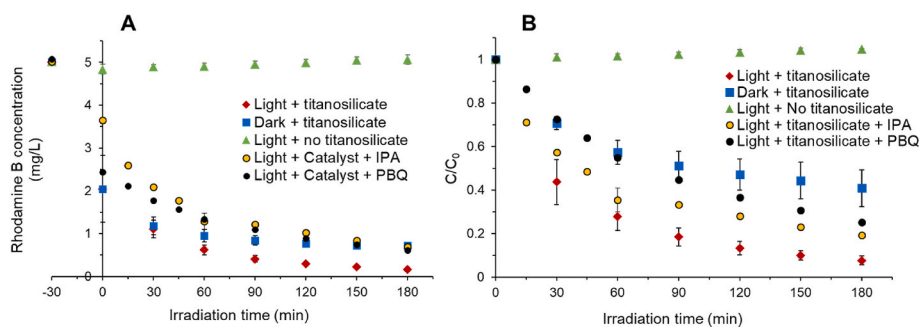 A
Rhodamine B concentration
(mg/L)
6
5
4
3
2
1
0
-30 0 30 60 90 120 150 180
Irradiation time (min)
Light + titanosilicate
Dark + titanosilicate
Light + no titanosilicate
Light + Catalyst + IPA
Light + Catalyst + PBQ
B
C/C0
1
0.8
0.6
0.4
0.2
0
0 30 60 90 120 150 180
Irradiation time (min)
Light + titanosilicate
Dark + titanosilicate
Light + No titanosilicate
Light + titanosilicate + IPA
Light + titanosilicate + PBQ